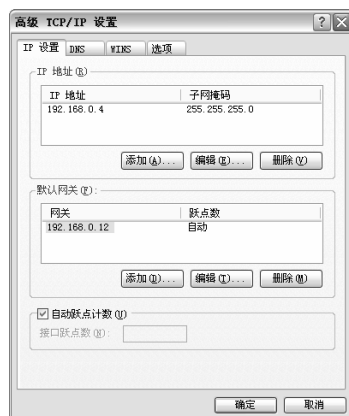 高级 TCP/IP 设置
IP 设置 DNS WINS 选项
IP 地址(R)
IP 地址 子网掩码
192.168.0.4 255.255.255.0
添加(A)... 编辑(E)... 删除(V)
默认网关(F):
网关 跃点数
192.168.0.12 自动
添加(D)... 编辑(T)... 删除(M)
自动跃点计数(U)
接口跃点数(N):
确定 取消